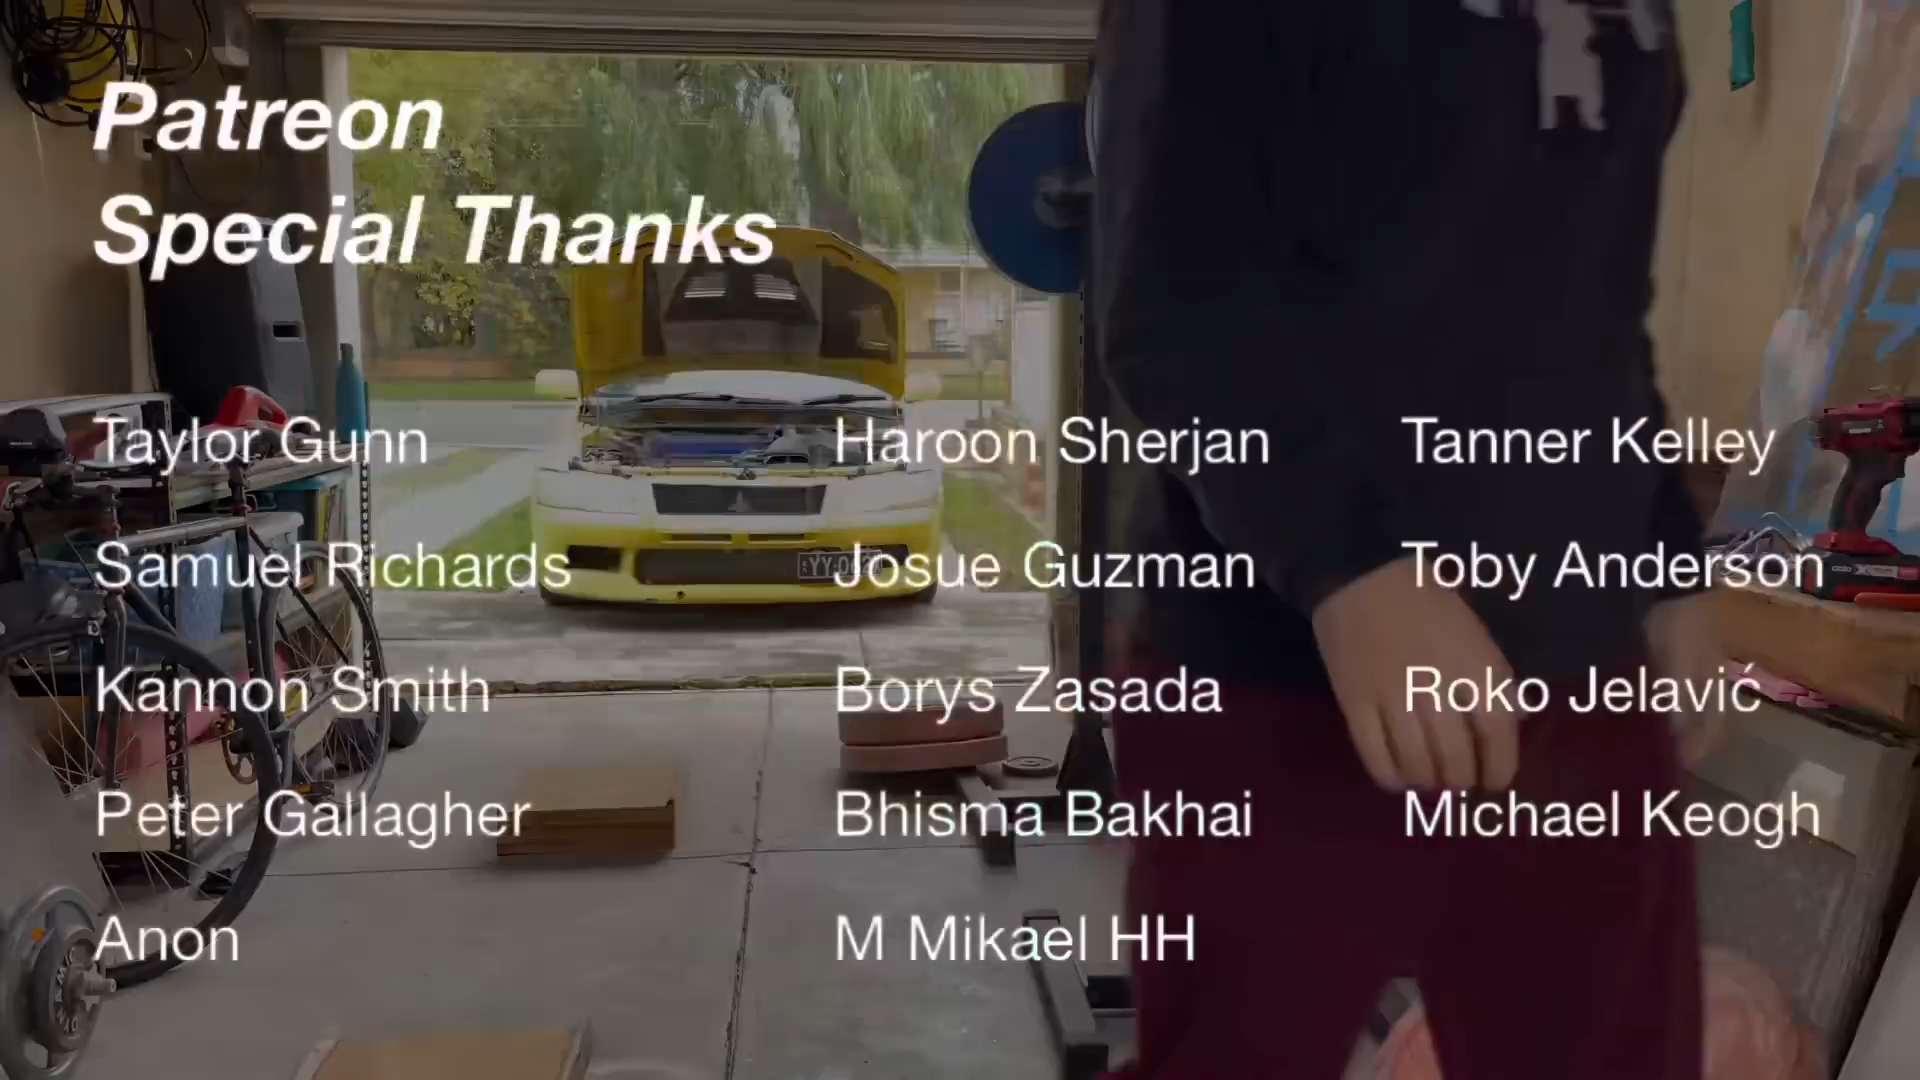 Patreon
Special Thanks
Taylor Gunn
Samuel Richards
Kannon Smith
Peter Gallagher
Anon
Haroon Sherjan
Josue Guzman
Borys Zasada
Bhisma Bakhai
M Mikael HH
Tanner Kelley
Toby Anderson
Roko Jelavić
Michael Keogh